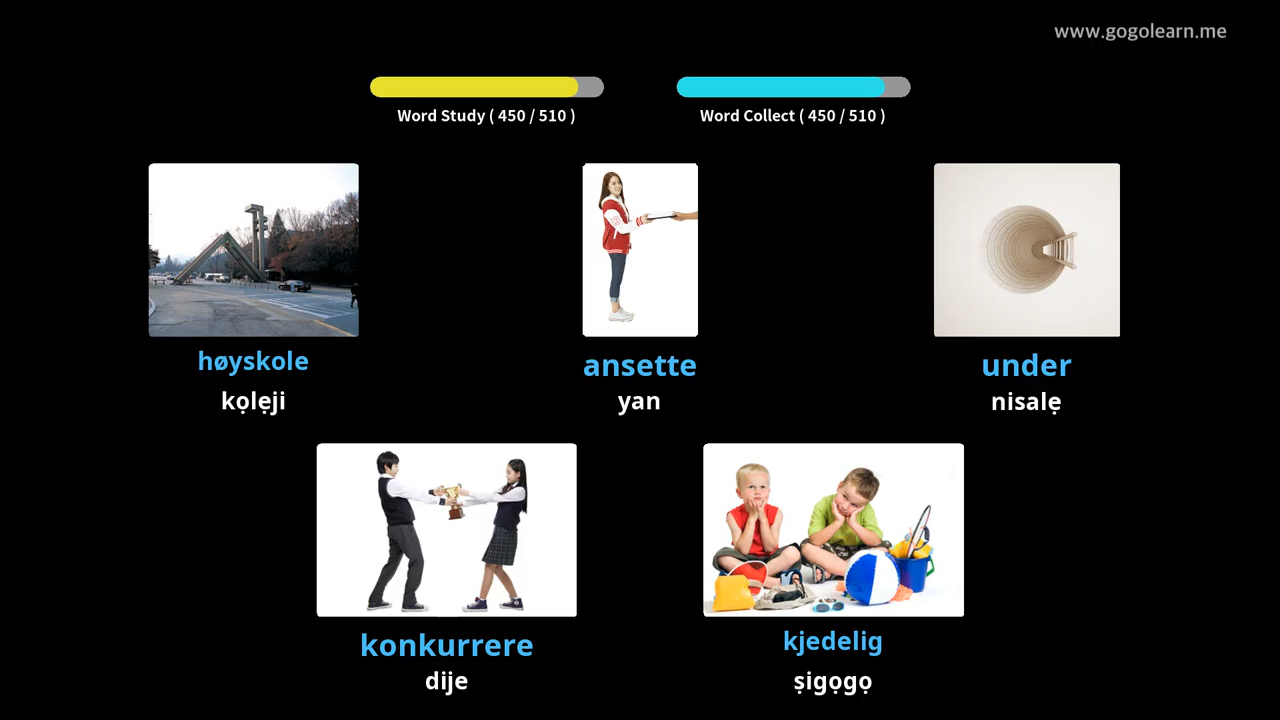 www.gogolearn.me
Word Study ( 450 / 510 )
Word Collect ( 450 / 510 )
høyskole
kọlẹji
ansette
yan
under
nisalẹ
konkurrere
dije
kjedelig
ṣigọgọ